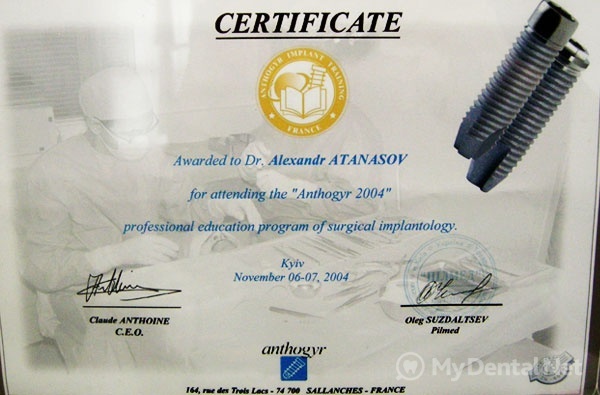 CERTIFICATE
ANTHOGYR IMPLANT TRAINING
FRANCE
Awarded to Dr. Alexandr ATANASOV
for attending the "Anthogyr 2004"
professional education program of surgical implantology.
Kyiv
November 06-07, 2004
Claude ANTHOINE
C.E.O.
Oleg SUZDALTSEV
Pilmed
anthogyr
164, rue des Trois Lacs - 74 700 SALLANCHES - FRANCE
MyDental.Net